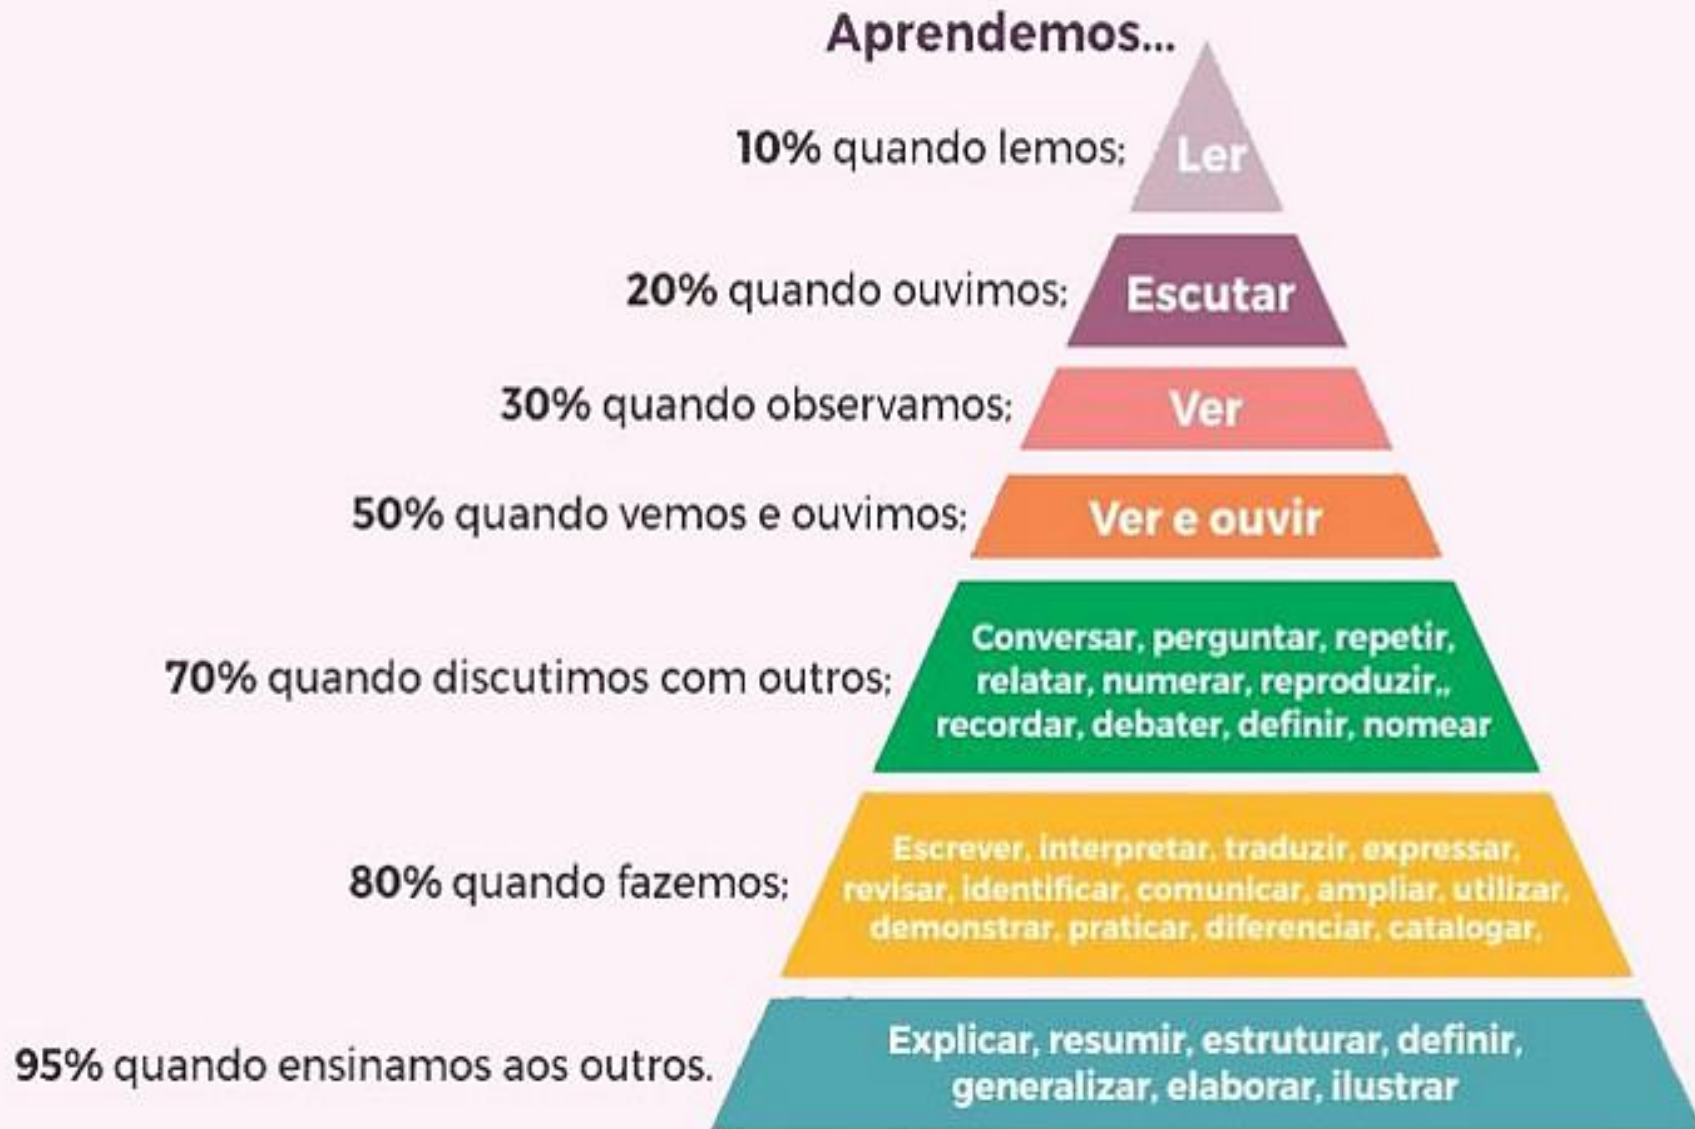 Aprendemos...
10% quando lemos;
Ler
20% quando ouvimos;
Escutar
30% quando observamos;
Ver
50% quando vemos e ouvimos;
Ver e ouvir
70% quando discutimos com outros;
Conversar, perguntar, repetir,
relatar, numerar, reproduzir,,
recordar, debater, definir, nomear
80% quando fazemos;
Escrever, interpretar, traduzir, expressar,
revisar, identificar, comunicar, ampliar, utilizar,
demonstrar, praticar, diferenciar, catalogar,
95% quando ensinamos aos outros.
Explicar, resumir, estruturar, definir,
generalizar, elaborar, ilustrar